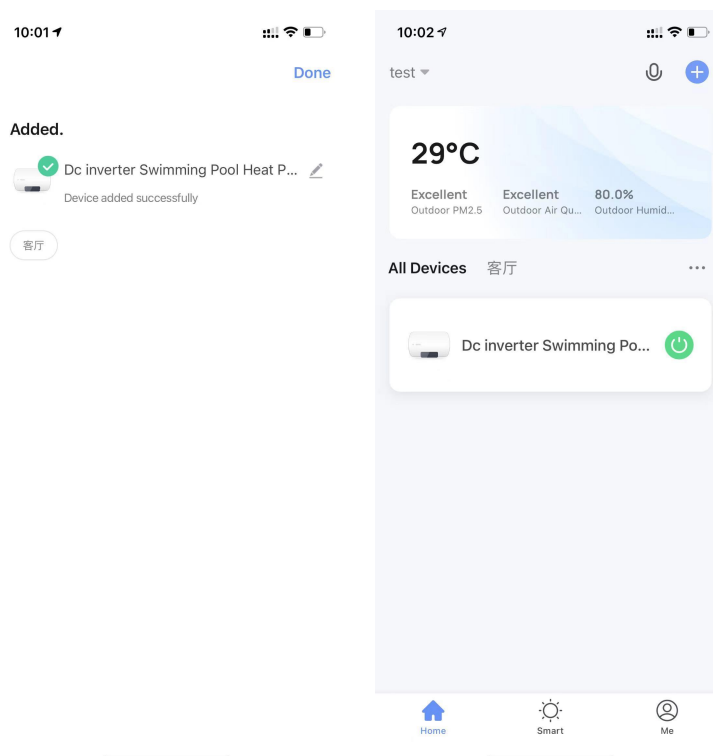 10:01
Done
Added.
Dc inverter Swimming Pool Heat P...
Device added successfully
客厅
10:02
test
29°C
Excellent
Outdoor PM2.5
Excellent
Outdoor Air Qu...
80.0%
Outdoor Humid...
All Devices
客厅
Dc inverter Swimming Po...
Home
Smart
Me